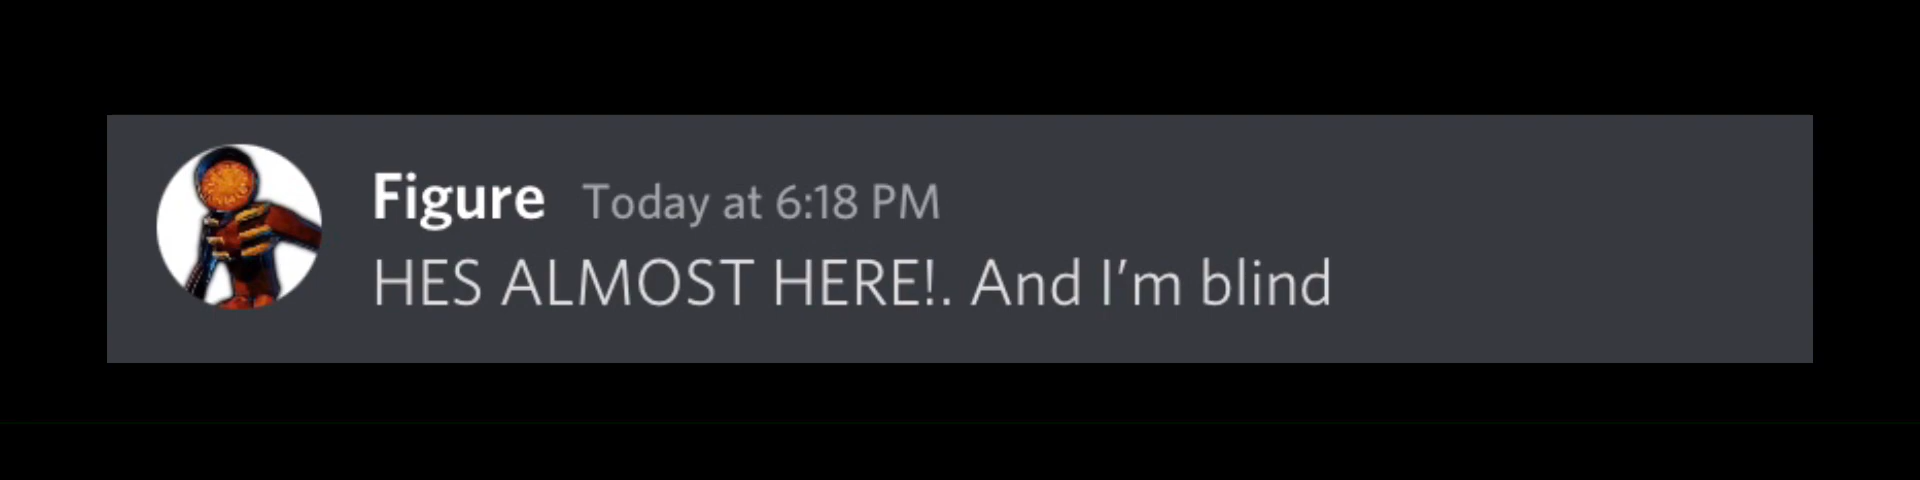 Figure Today at 6:18 PM
HES ALMOST HERE!. And I’m blind